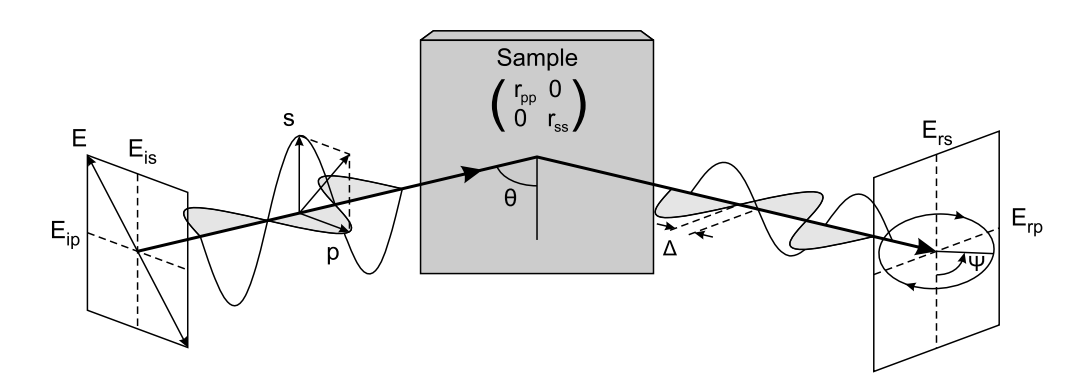 Sample
( r_pp 0 )
( 0 r_ss )
s
E
E_is
E_ip
p
θ
Δ
E_rs
E_rp
Ψ